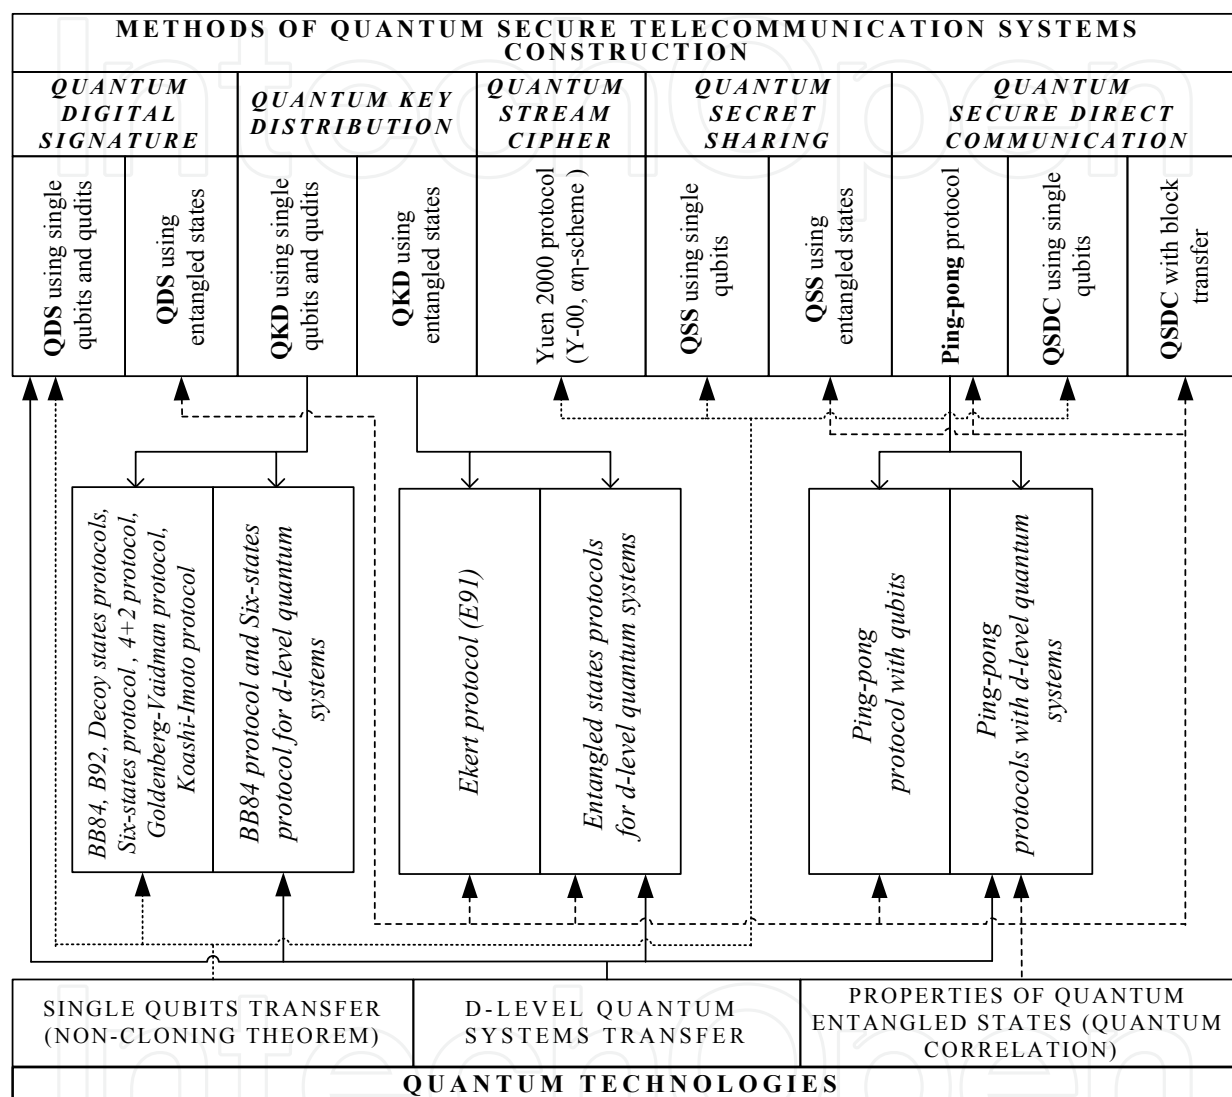 METHODS OF QUANTUM SECURE TELECOMMUNICATION SYSTEMS
CONSTRUCTION
QUANTUM
DIGITAL
SIGNATURE
QUANTUM KEY
DISTRIBUTION
QUANTUM
STREAM
CIPHER
QUANTUM
SECRET
SHARING
QUANTUM
SECURE DIRECT
COMMUNICATION
QDS using single
qubits and qudits
QDS using
entangled states
QKD using single
qubits and qudits
QKD using
entangled states
Yuen 2000 protocol
(Y-00, αη-scheme )
QSS using single
qubits
QSS using
entangled states
Ping-pong protocol
QSDC using single
qubits
QSDC with block
transfer
BB84, B92, Decoy states protocols,
Six-states protocol , 4+2 protocol,
Goldenberg-Vaidman protocol,
Koashi-Imoto protocol
BB84 protocol and Six-states
protocol for d-level quantum
systems
Ekert protocol (E91)
Entangled states protocols
for d-level quantum systems
Ping-pong
protocol with qubits
Ping-pong
protocols with d-level quantum
systems
SINGLE QUBITS TRANSFER
(NON-CLONING THEOREM)
D-LEVEL QUANTUM
SYSTEMS TRANSFER
PROPERTIES OF QUANTUM
ENTANGLED STATES (QUANTUM
CORRELATION)
QUANTUM TECHNOLOGIES
IntechOpen
IntechOpen